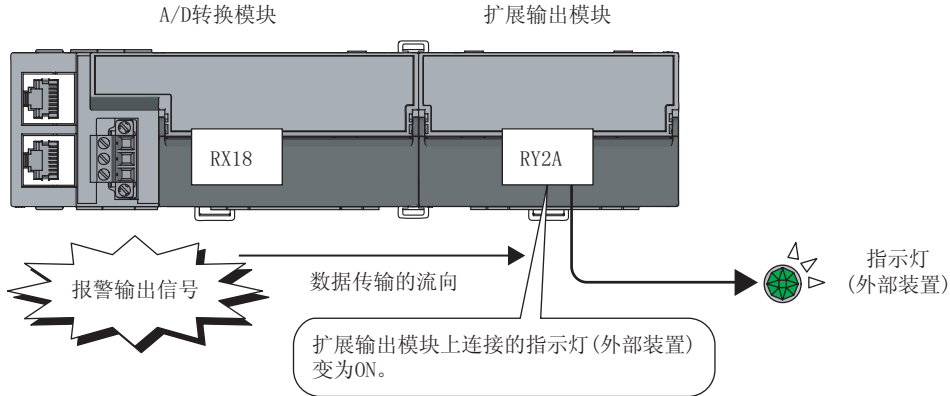 A/D转换模块
扩展输出模块
RX18
RY2A
报警输出信号
数据传输的流向
指示灯
(外部装置)
扩展输出模块上连接的指示灯(外部装置)
变为ON。